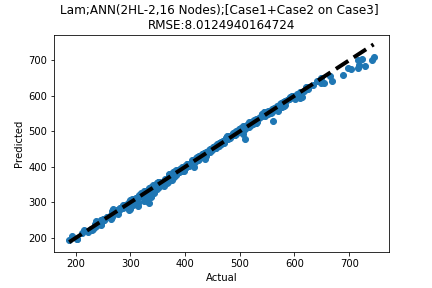 Lam;ANN(2HL-2,16 Nodes);[Case1+Case2 on Case3]
RMSE:8.0124940164724
Predicted
700
600
500
400
300
200
200 300 400 500 600 700
Actual